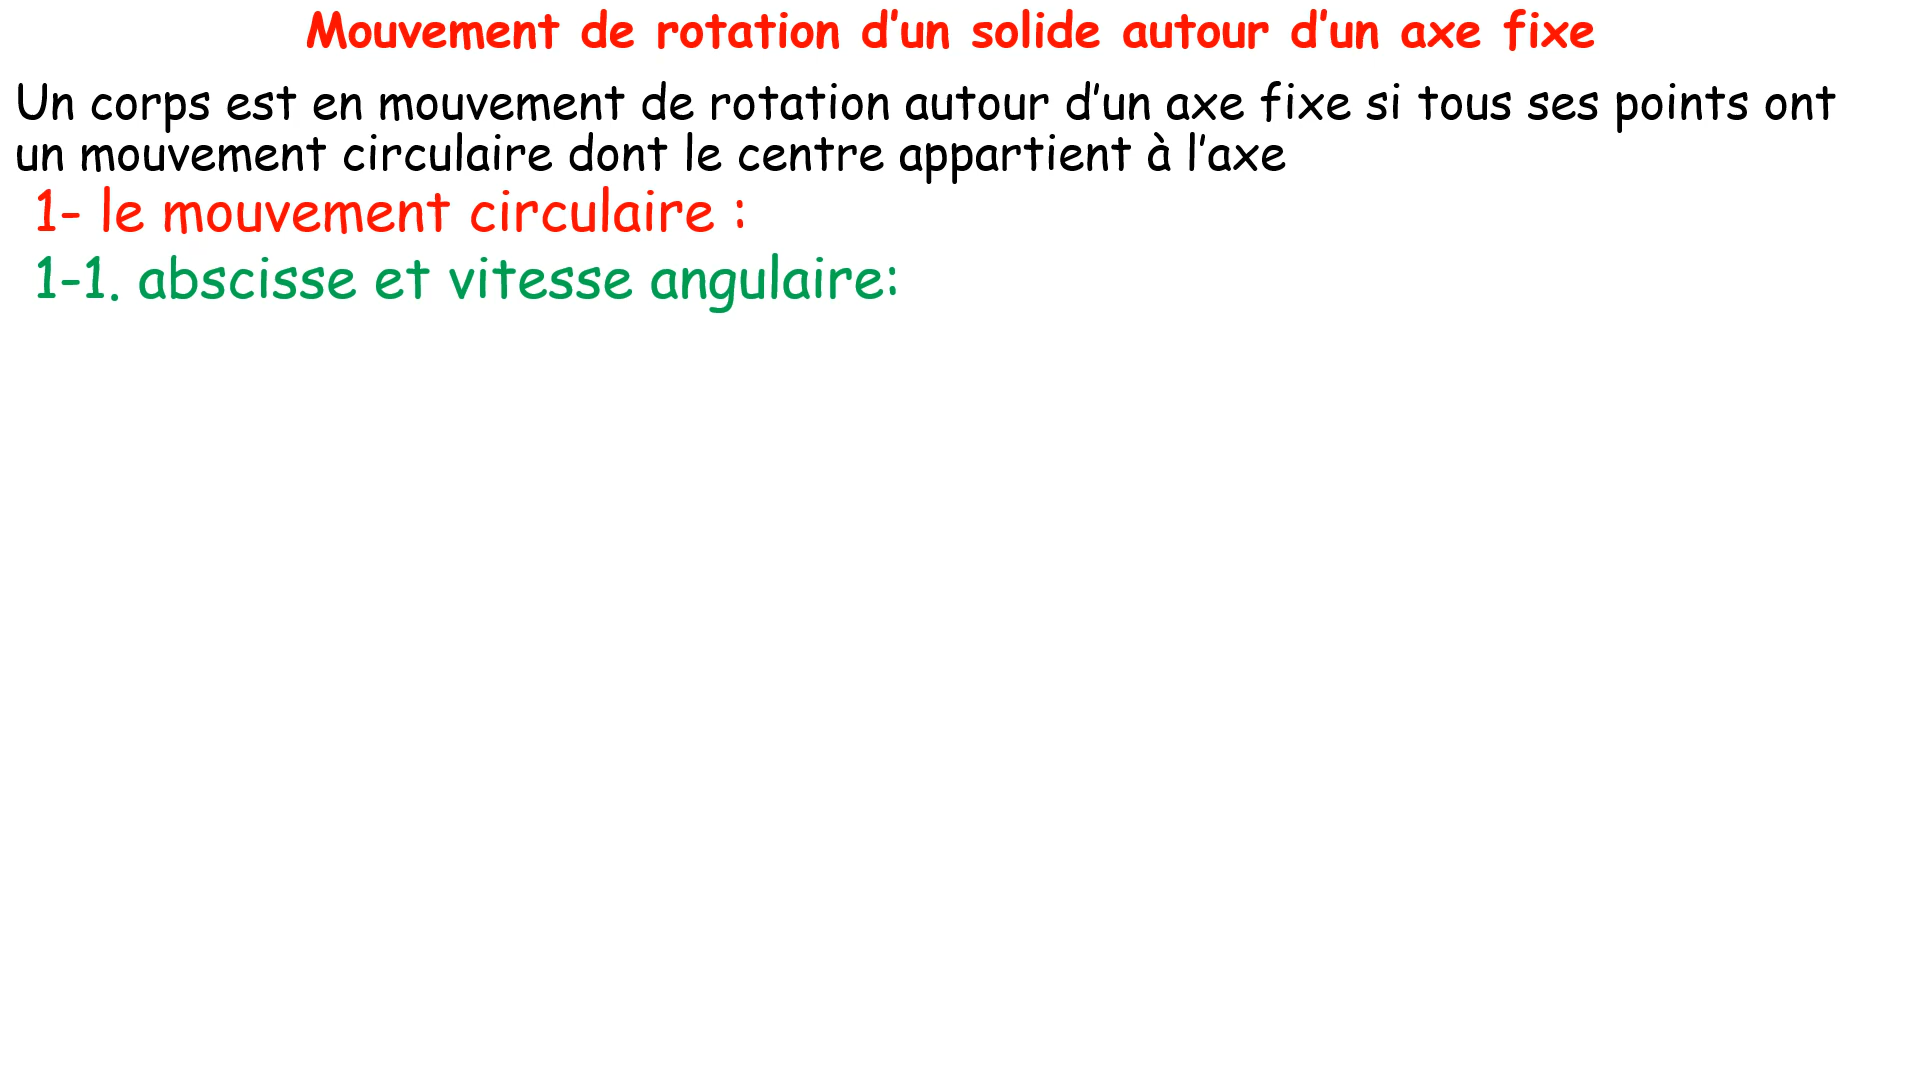 Mouvement de rotation d’un solide autour d’un axe fixe
Un corps est en mouvement de rotation autour d’un axe fixe si tous ses points ont
un mouvement circulaire dont le centre appartient à l’axe
1- le mouvement circulaire :
1-1. abscisse et vitesse angulaire: